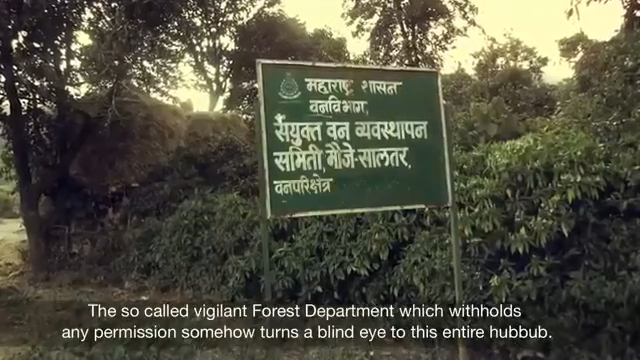 महाराष्ट्र शासन
वनविभाग,
संयुक्त वन व्यवस्थापन
समिती, मौजे-सालतर,
वनपरिक्षेत्र
The so called vigilant Forest Department which withholds
any permission somehow turns a blind eye to this entire hubbub.